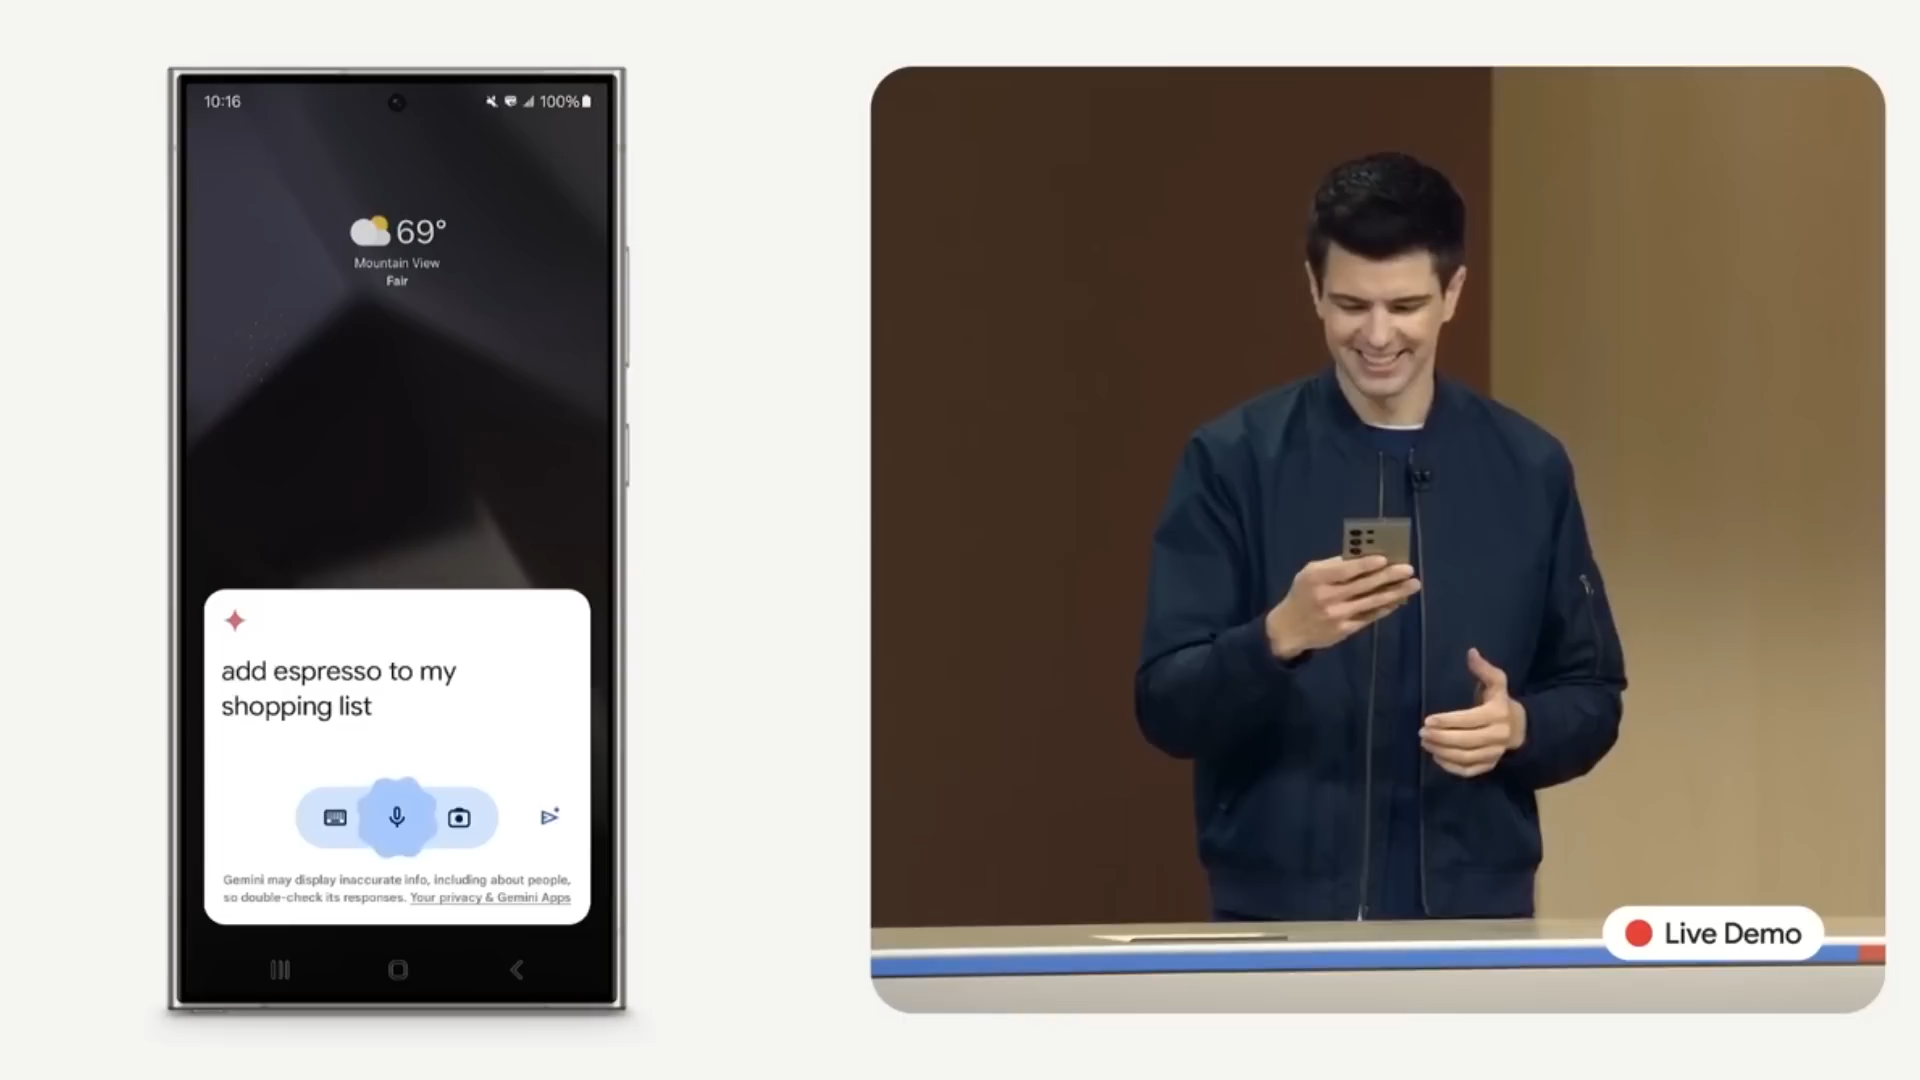 10:16
100%
69°
Mountain View
Fair
add espresso to my
shopping list
Gemini may display inaccurate info, including about people,
so double-check its responses. Your privacy & Gemini Apps
Live Demo